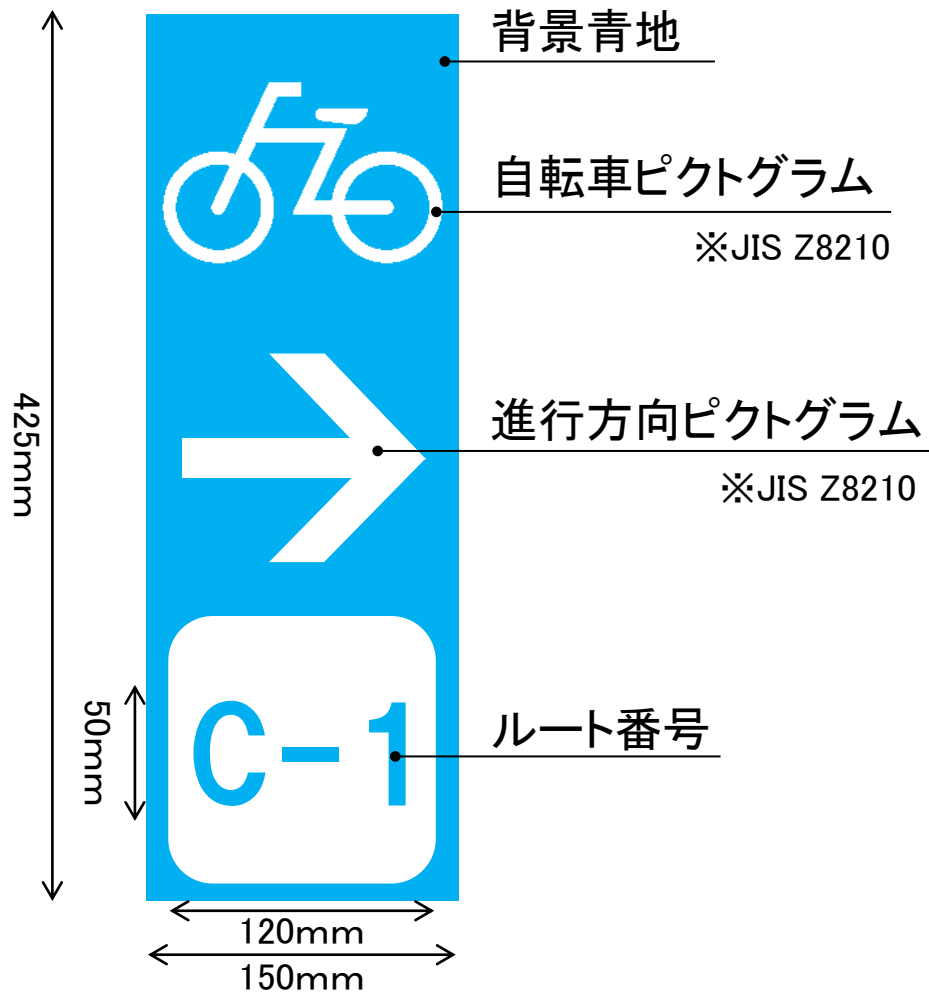 背景青地
自転車ピクトグラム
※JIS Z8210
425mm
進行方向ピクトグラム
※JIS Z8210
50mm
C-1
ルート番号
120mm
150mm